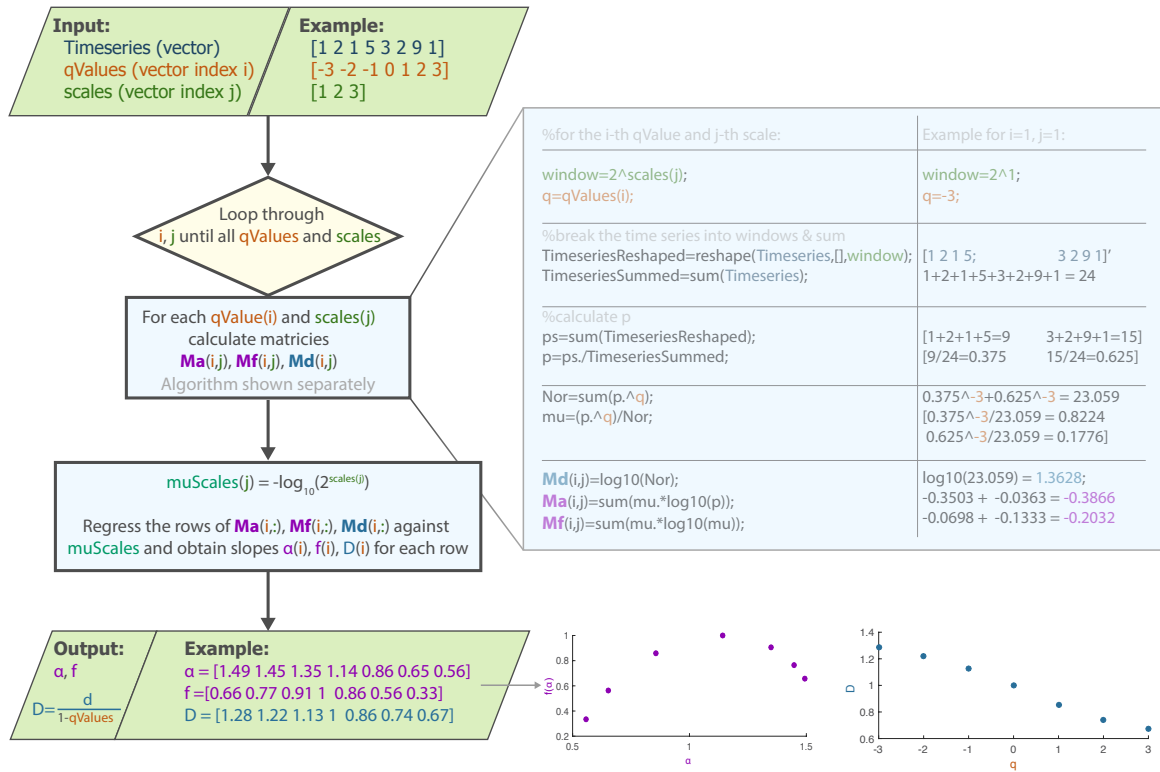 Input:
Timeseries (vector)
qValues (vector index i)
scales (vector index j)
Example:
[1 2 1 5 3 2 9 1]
[-3 -2 -1 0 1 2 3]
[1 2 3]
Loop through
i, j until all qValues and scales
For each qValue(i) and scales(j)
calculate matricies
Ma(i,j), Mf(i,j), Md(i,j)
Algorithm shown separately
muScales(j) = -log10(2^scales(j))
Regress the rows of Ma(i,:), Mf(i,:), Md(i,:) against
muScales and obtain slopes α(i), f(i), D(i) for each row
%for the i-th qValue and j-th scale:
Example for i=1, j=1:
window=2^scales(j);
window=2^1;
q=qValues(i);
q=-3;
%break the time series into windows & sum
TimeseriesReshaped=reshape(Timeseries,[],window);
[1 2 1 5; 3 2 9 1]’
TimeseriesSummed=sum(Timeseries);
1+2+1+5+3+2+9+1 = 24
%calculate p
ps=sum(TimeseriesReshaped);
[1+2+1+5=9 3+2+9+1=15]
p=ps./TimeseriesSummed;
[9/24=0.375 15/24=0.625]
Nor=sum(p.^q);
0.375^-3+0.625^-3 = 23.059
mu=(p.^q)/Nor;
[0.375^-3/23.059 = 0.8224
0.625^-3/23.059 = 0.1776]
Md(i,j)=log10(Nor);
log10(23.059) = 1.3628;
Ma(i,j)=sum(mu.*log10(p));
-0.3503 + -0.0363 = -0.3866
Mf(i,j)=sum(mu.*log10(mu));
-0.0698 + -0.1333 = -0.2032
Output:
α, f
D= d
1-qValues
Example:
α = [1.49 1.45 1.35 1.14 0.86 0.65 0.56]
f =[0.66 0.77 0.91 1 0.86 0.56 0.33]
D = [1.28 1.22 1.13 1 0.86 0.74 0.67]
1
0.8
0.6
0.4
0.2
f(α)
0.5 1 1.5
α
1.4
1.2
1
0.8
0.6
D
-3 -2 -1 0 1 2 3
q